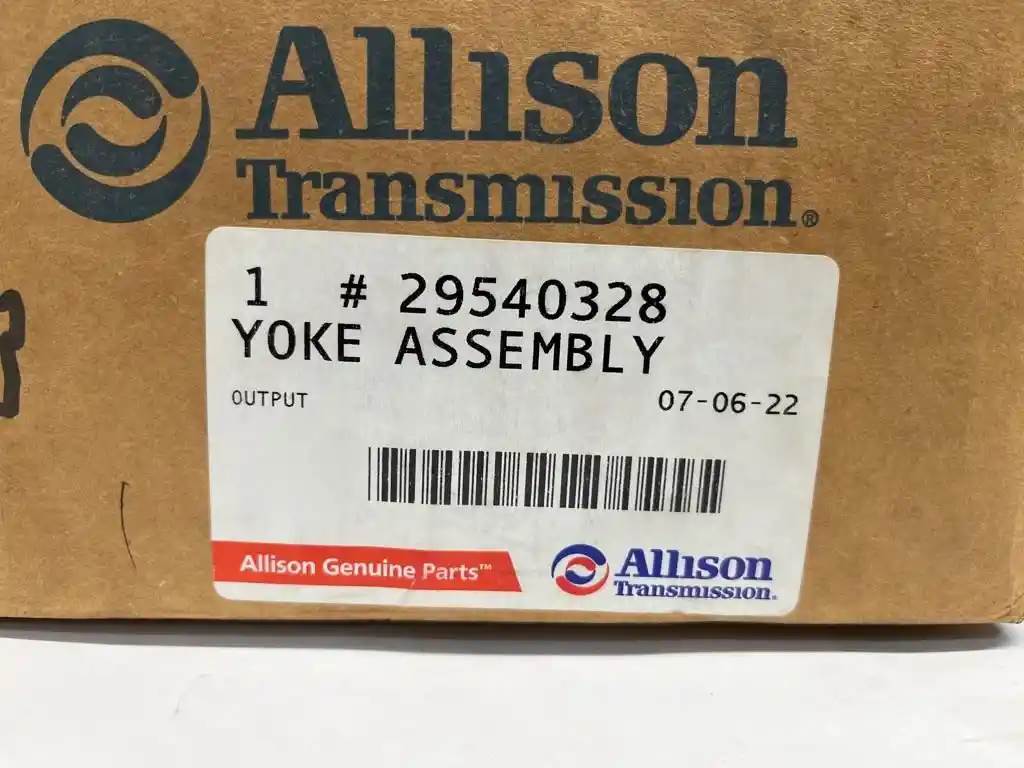 Allison
Transmission®
1 # 29540328
YOKE ASSEMBLY
OUTPUT 07-06-22
Allison Genuine Parts™
Allison
Transmission®